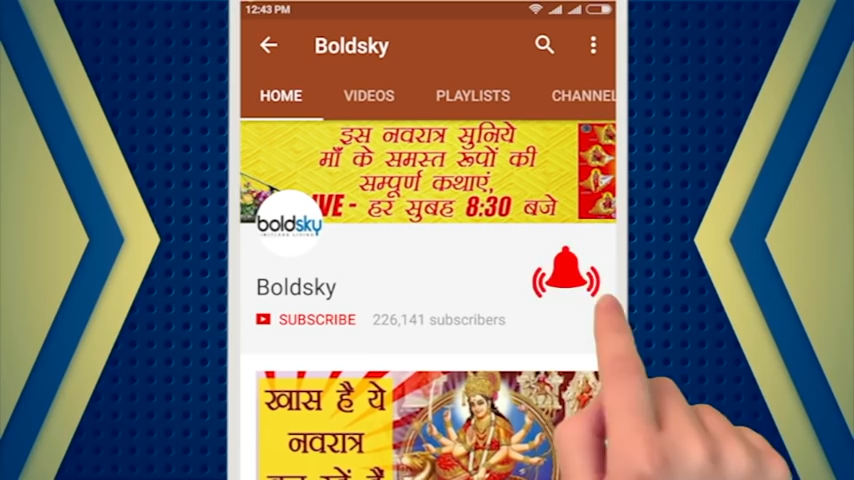 12:43 PM
Boldsky
HOME VIDEOS PLAYLISTS CHANNEL
इस नवरात्र सुनिये
माँ के समस्त रूपों की
सम्पूर्ण कथाएं,
IVE - हर सुबह 8:30 बजे
boldsky
Boldsky
SUBSCRIBE 226,141 subscribers
खास है ये
नवरात्र